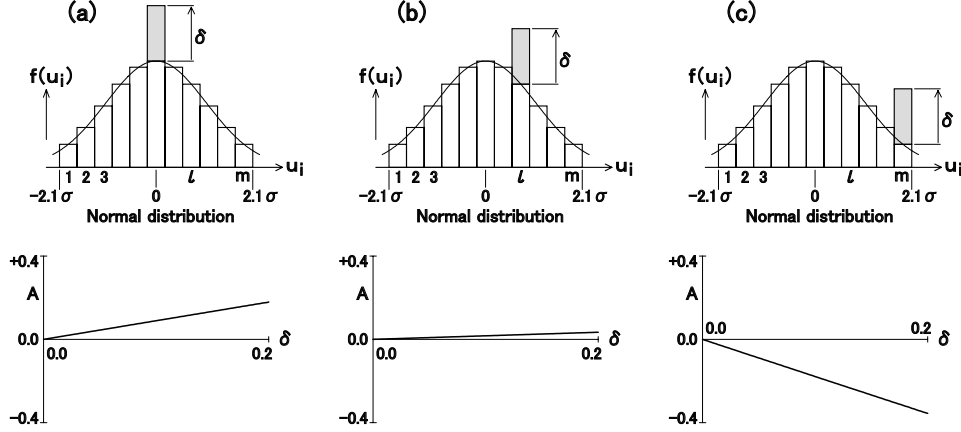 (a)
δ
f(uᵢ)
uᵢ
1 2 3 l m
-2.1σ 0 2.1σ
Normal distribution
+0.4
A
0.0
0.0 0.2 δ
-0.4
(b)
δ
f(uᵢ)
uᵢ
1 2 3 l m
-2.1σ 0 2.1σ
Normal distribution
+0.4
A
0.0
0.0 0.2 δ
-0.4
(c)
f(uᵢ)
δ
uᵢ
1 2 3 l m
-2.1σ 0 2.1σ
Normal distribution
+0.4
A
0.0 0.2
0.0 δ
-0.4